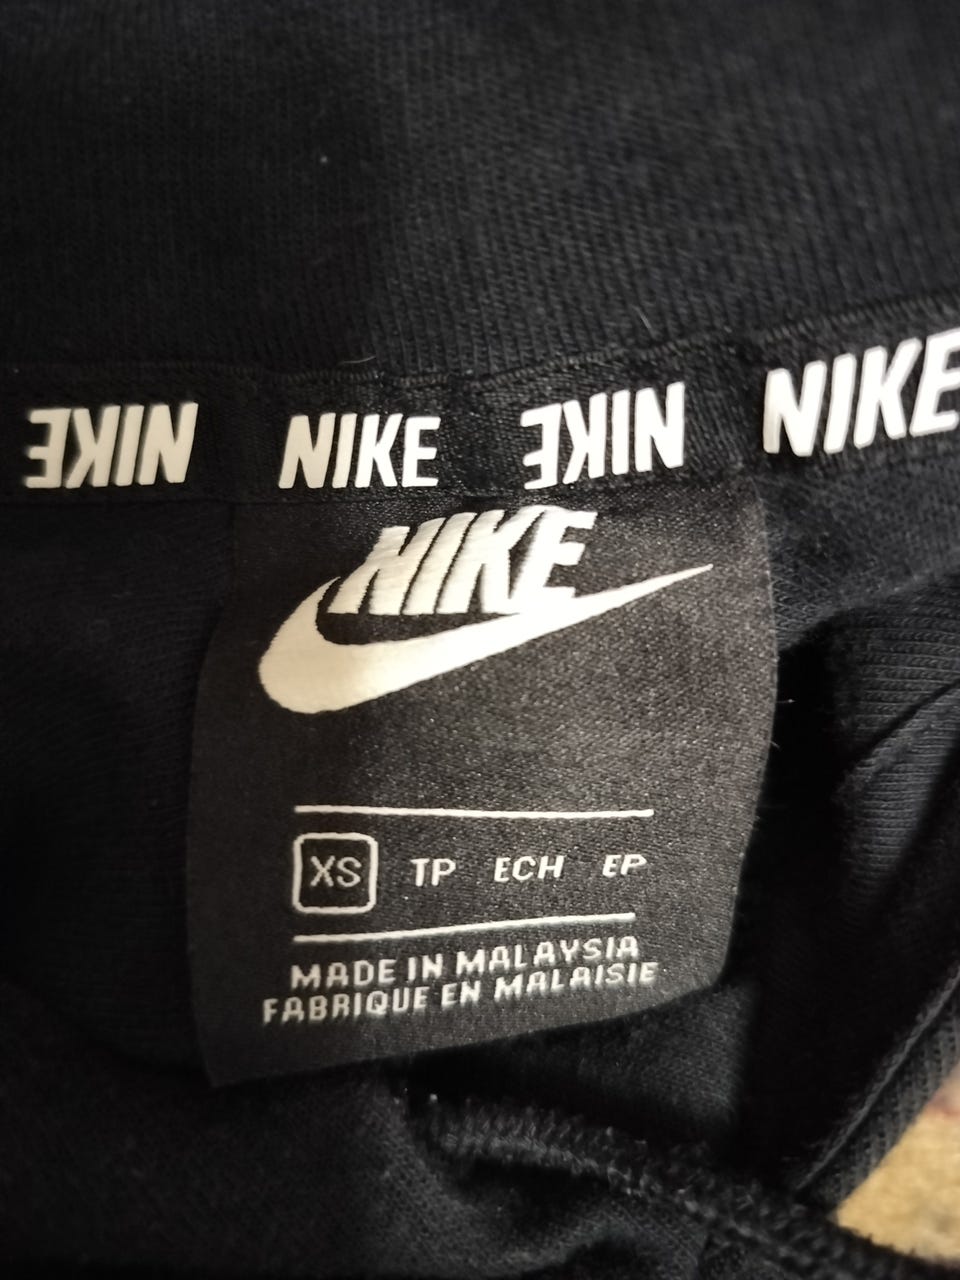 NIKE NIKE NIKE NIKE
NIKE
XS TP ECH EP
MADE IN MALAYSIA
FABRIQUE EN MALAISIE